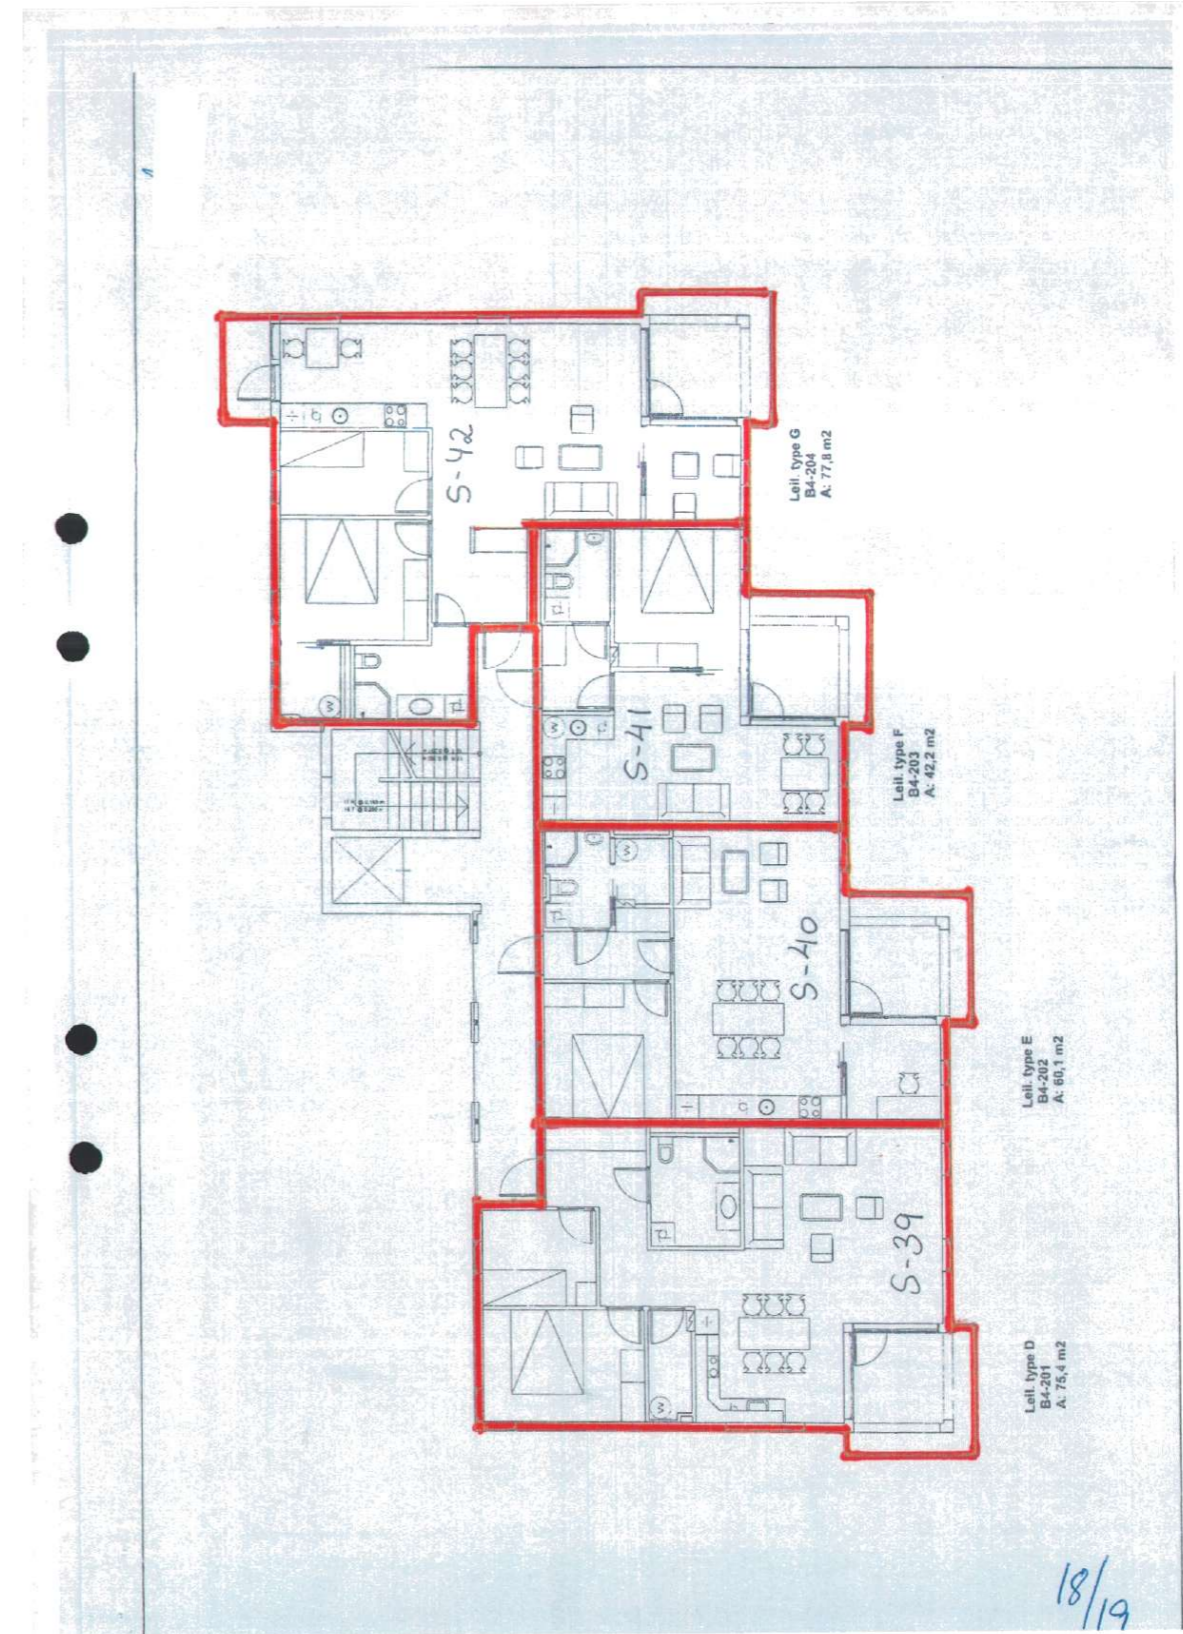 S-42
Leil. type G
B4-204
A: 77,8 m2
S-41
Leil. type F
B4-203
A: 42,2 m2
S-40
Leil. type E
B4-202
A: 60,1 m2
S-39
Leil. type D
B4-201
A: 75,4 m2
W
W
W
W
18/19